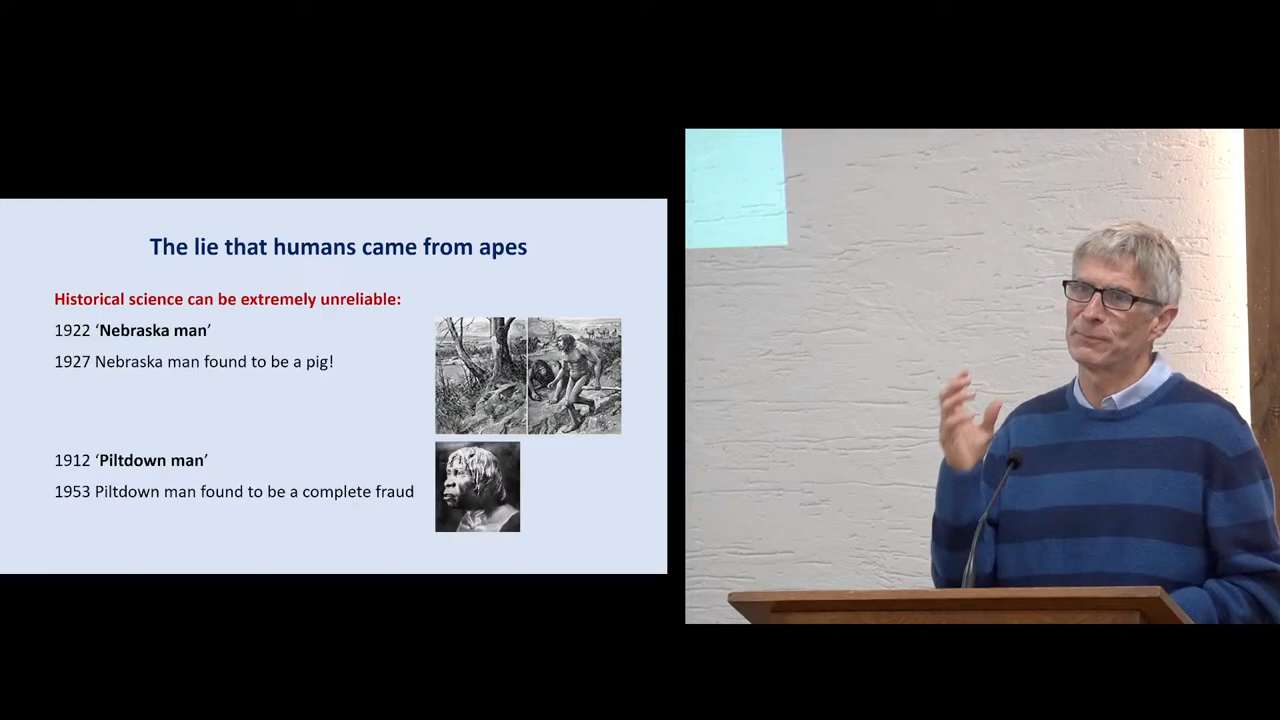 The lie that humans came from apes
Historical science can be extremely unreliable:
1922 ‘Nebraska man’
1927 Nebraska man found to be a pig!
1912 ‘Piltdown man’
1953 Piltdown man found to be a complete fraud